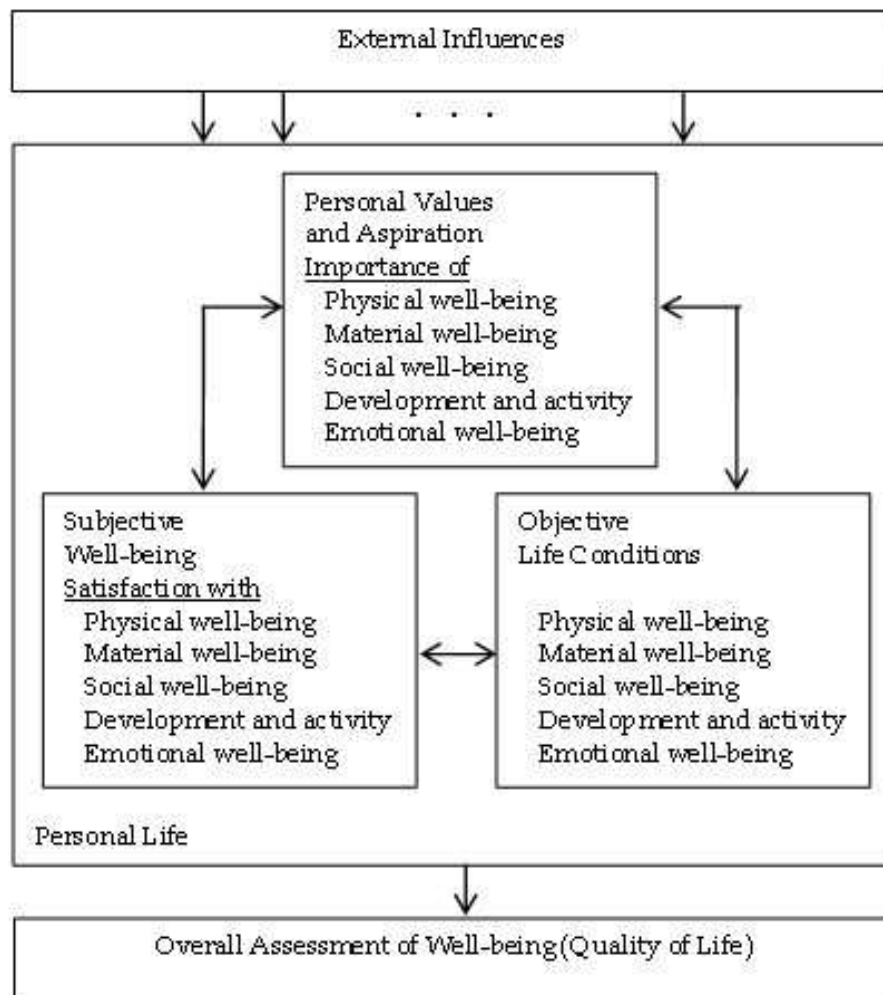 External Influences
. . .
Personal Values
and Aspiration
Importance of
Physical well-being
Material well-being
Social well-being
Development and activity
Emotional well-being
Subjective
Well-being
Satisfaction with
Physical well-being
Material well-being
Social well-being
Development and activity
Emotional well-being
Objective
Life Conditions
Physical well-being
Material well-being
Social well-being
Development and activity
Emotional well-being
Personal Life
Overall Assessment of Well-being(Quality of Life)